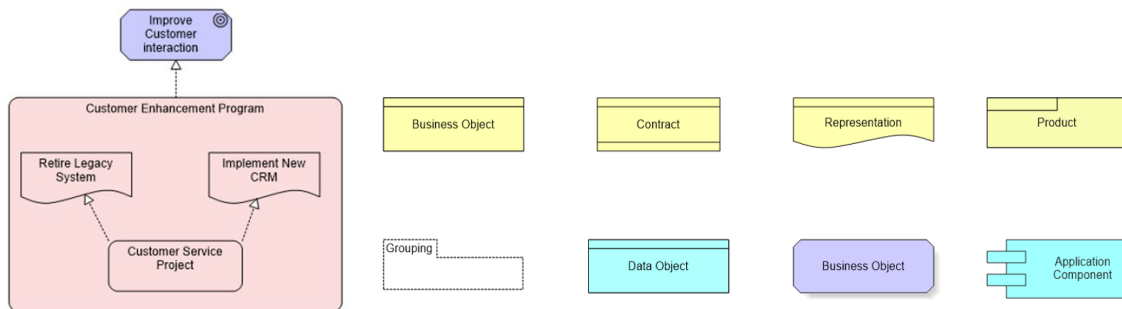 Improve
Customer
interaction
Customer Enhancement Program
Retire Legacy
System
Implement New
CRM
Customer Service
Project
Business Object
Contract
Representation
Product
Grouping
Data Object
Business Object
Application
Component